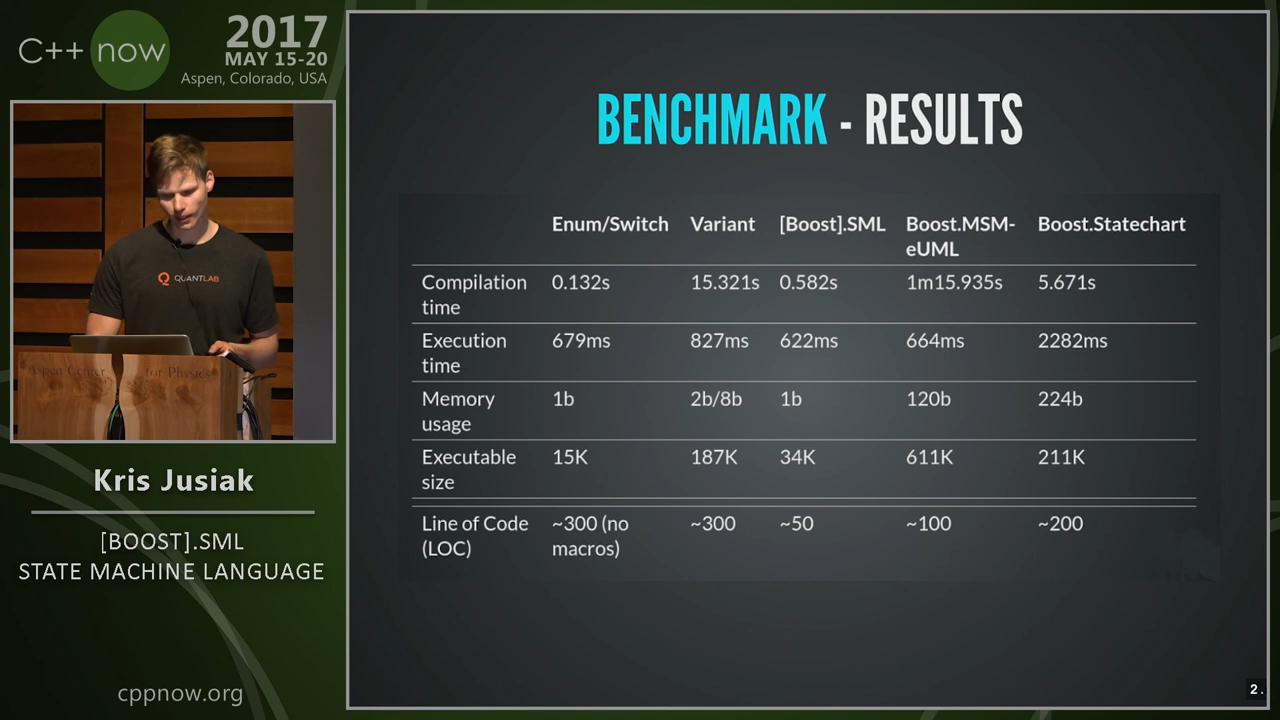 C++ now
2017
MAY 15-20
Aspen, Colorado, USA
QUANTLAB
Aspen Center for Physics
Kris Jusiak
[BOOST].SML
STATE MACHINE LANGUAGE
cppnow.org
BENCHMARK - RESULTS
Enum/Switch Variant [Boost].SML Boost.MSM-
eUML Boost.Statechart
Compilation
time 0.132s 15.321s 0.582s 1m15.935s 5.671s
Execution
time 679ms 827ms 622ms 664ms 2282ms
Memory
usage 1b 2b/8b 1b 120b 224b
Executable
size 15K 187K 34K 611K 211K
Line of Code
(LOC) ~300 (no
macros) ~300 ~50 ~100 ~200
2.